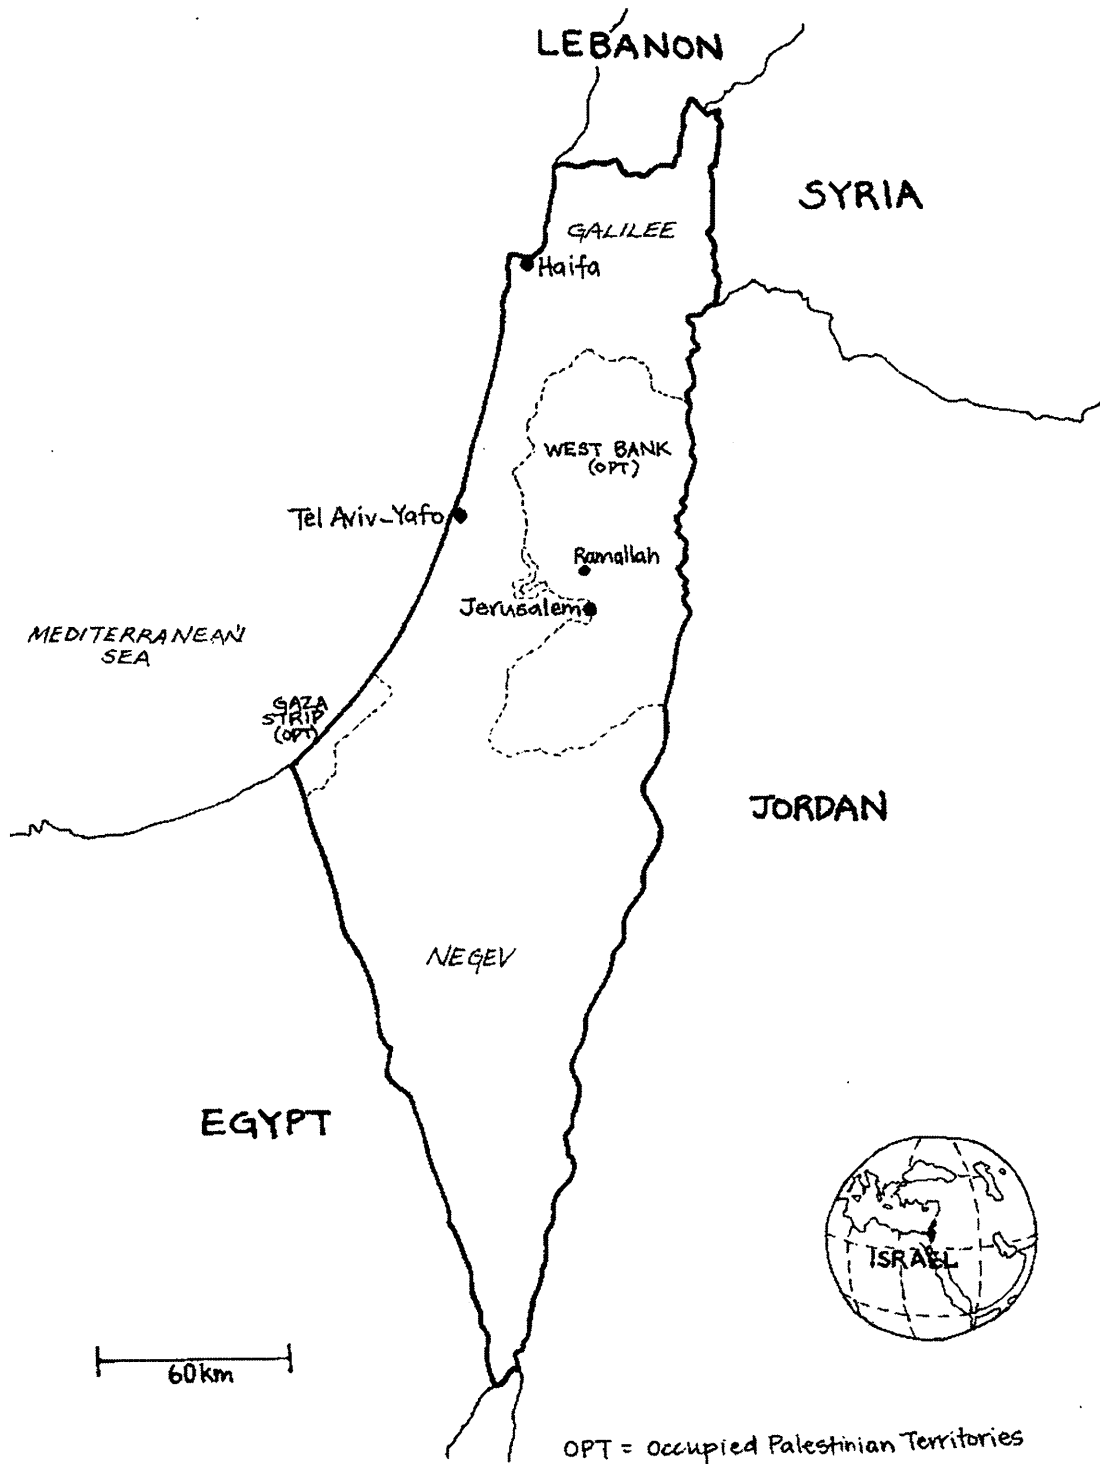 LEBANON
SYRIA
GALILEE
Haifa
WEST BANK
(OPT)
Tel Aviv-Yafo
Ramallah
Jerusalem
MEDITERRANEAN
SEA
GAZA
STRIP
(OPT)
JORDAN
NEGEV
EGYPT
ISRAEL
60km
OPT = Occupied Palestinian Territories